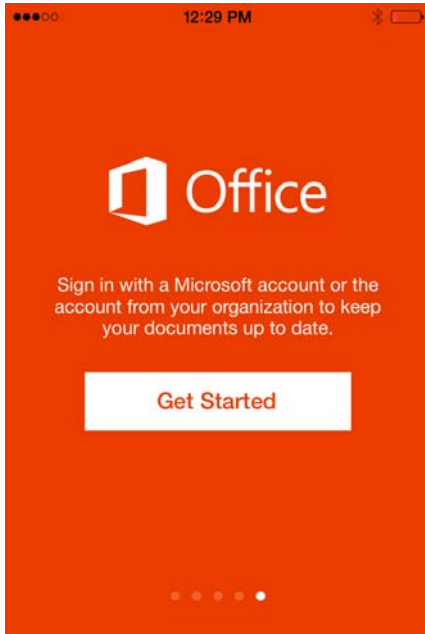 12:29 PM
Office
Sign in with a Microsoft account or the
account from your organization to keep
your documents up to date.
Get Started